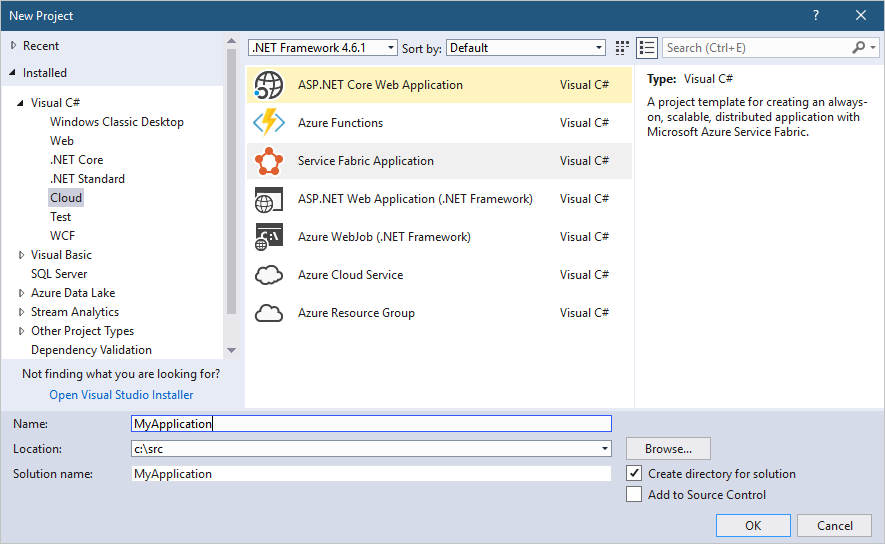 New Project
?
Recent
Installed
Visual C#
Windows Classic Desktop
Web
.NET Core
.NET Standard
Cloud
Test
WCF
Visual Basic
SQL Server
Azure Data Lake
Stream Analytics
Other Project Types
Dependency Validation
Not finding what you are looking for?
Open Visual Studio Installer
.NET Framework 4.6.1 Sort by: Default
Search (Ctrl+E)
ASP.NET Core Web Application Visual C#
Azure Functions Visual C#
Service Fabric Application Visual C#
ASP.NET Web Application (.NET Framework) Visual C#
C:\
Azure WebJob (.NET Framework) Visual C#
Azure Cloud Service Visual C#
Azure Resource Group Visual C#
Type: Visual C#
A project template for creating an always-
on, scalable, distributed application with
Microsoft Azure Service Fabric.
Name: MyApplication
Location: c:\src Browse...
Solution name: MyApplication
Create directory for solution
Add to Source Control
OK Cancel